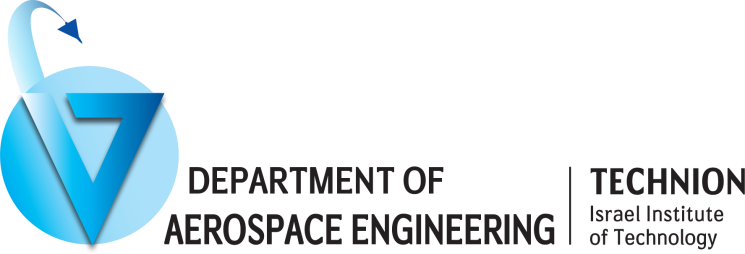 DEPARTMENT OF
AEROSPACE ENGINEERING
TECHNION
Israel Institute
of Technology